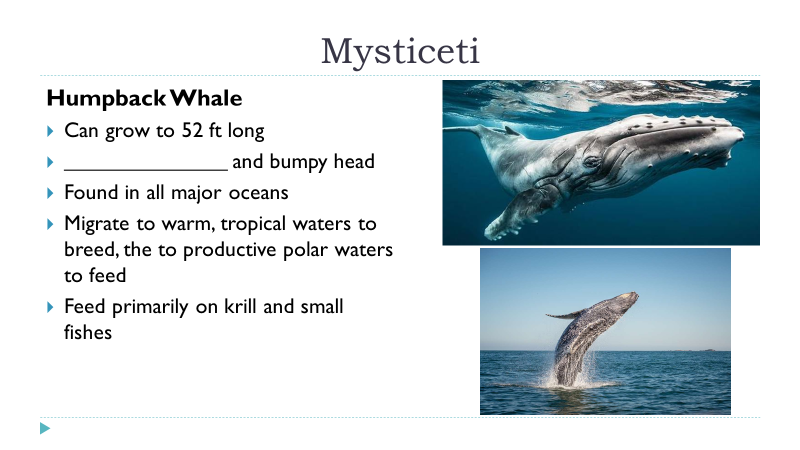 Mysticeti
Humpback Whale
Can grow to 52 ft long
_______________ and bumpy head
Found in all major oceans
Migrate to warm, tropical waters to
breed, the to productive polar waters
to feed
Feed primarily on krill and small
fishes